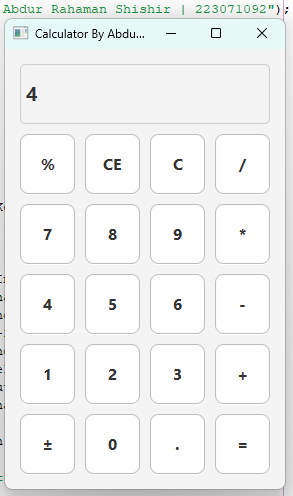 Abdur Rahaman Shishir | 223071092");
Calculator By Abdu...
4
% CE C /
7 8 9 *
4 5 6 -
1 2 3 +
± 0 . =